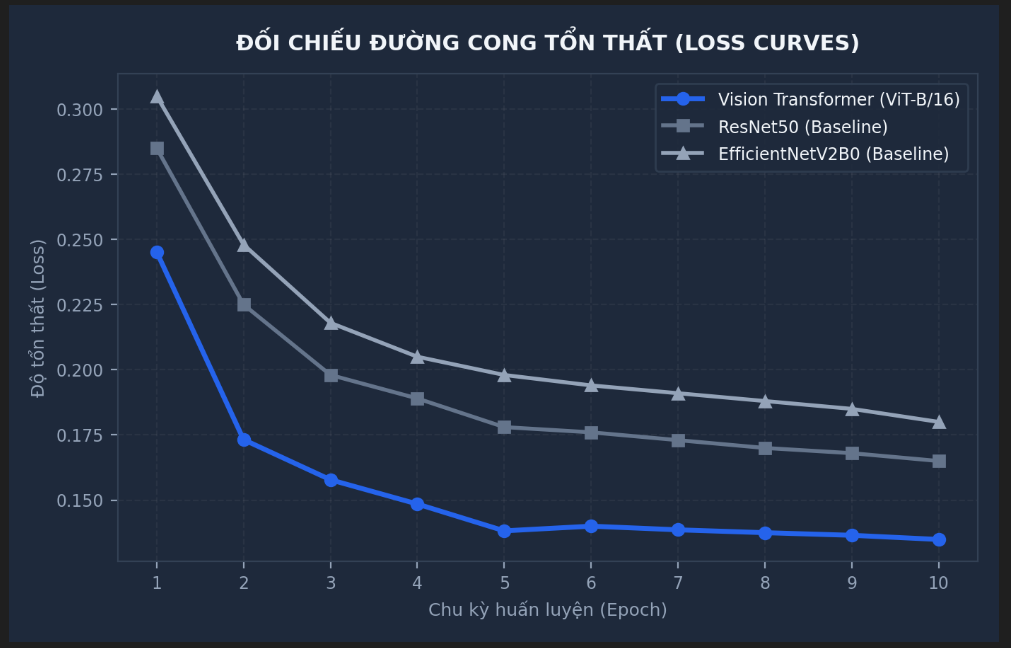 ĐỐI CHIẾU ĐƯỜNG CONG TỔN THẤT (LOSS CURVES)
Vision Transformer (ViT-B/16)
ResNet50 (Baseline)
EfficientNetV2B0 (Baseline)
Độ tổn thất (Loss)
0.300
0.275
0.250
0.225
0.200
0.175
0.150
1 2 3 4 5 6 7 8 9 10
Chu kỳ huấn luyện (Epoch)